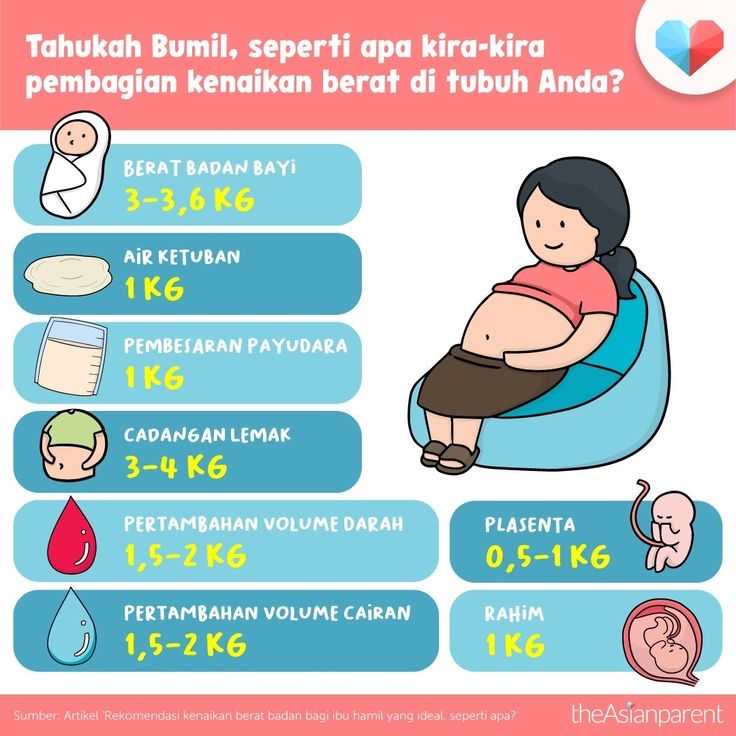 Tahukah Bumil, seperti apa kira-kira
pembagian kenaikan berat di tubuh Anda?
BERAT BADAN BAYi
3-3,6 KG
AiR KETUBAN
1 KG
PEMBESARAN PAYUDARA
1 KG
CADANGAN LEMAK
3-4 KG
PERTAMBAHAN VOLUME DARAH
1,5-2 KG
PERTAMBAHAN VOLUME CAiRAN
1,5-2 KG
PLASENTA
0,5-1 KG
RAHiM
1 KG
Sumber: Artikel 'Rekomendasi kenaikan berat badan bagi ibu hamil yang ideal, seperti apa?'
theAsianparent